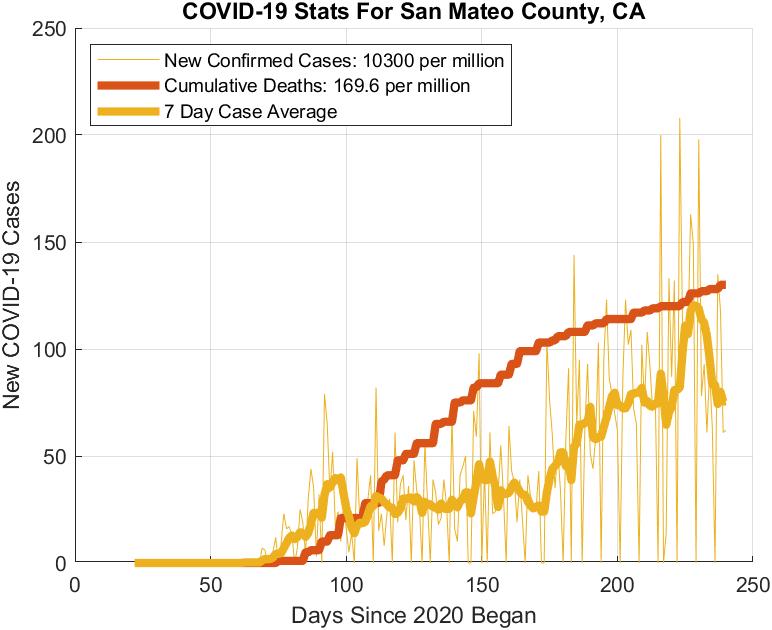 COVID-19 Stats For San Mateo County, CA
New Confirmed Cases: 10300 per million
Cumulative Deaths: 169.6 per million
7 Day Case Average
New COVID-19 Cases
250
200
150
100
50
0
0 50 100 150 200 250
Days Since 2020 Began